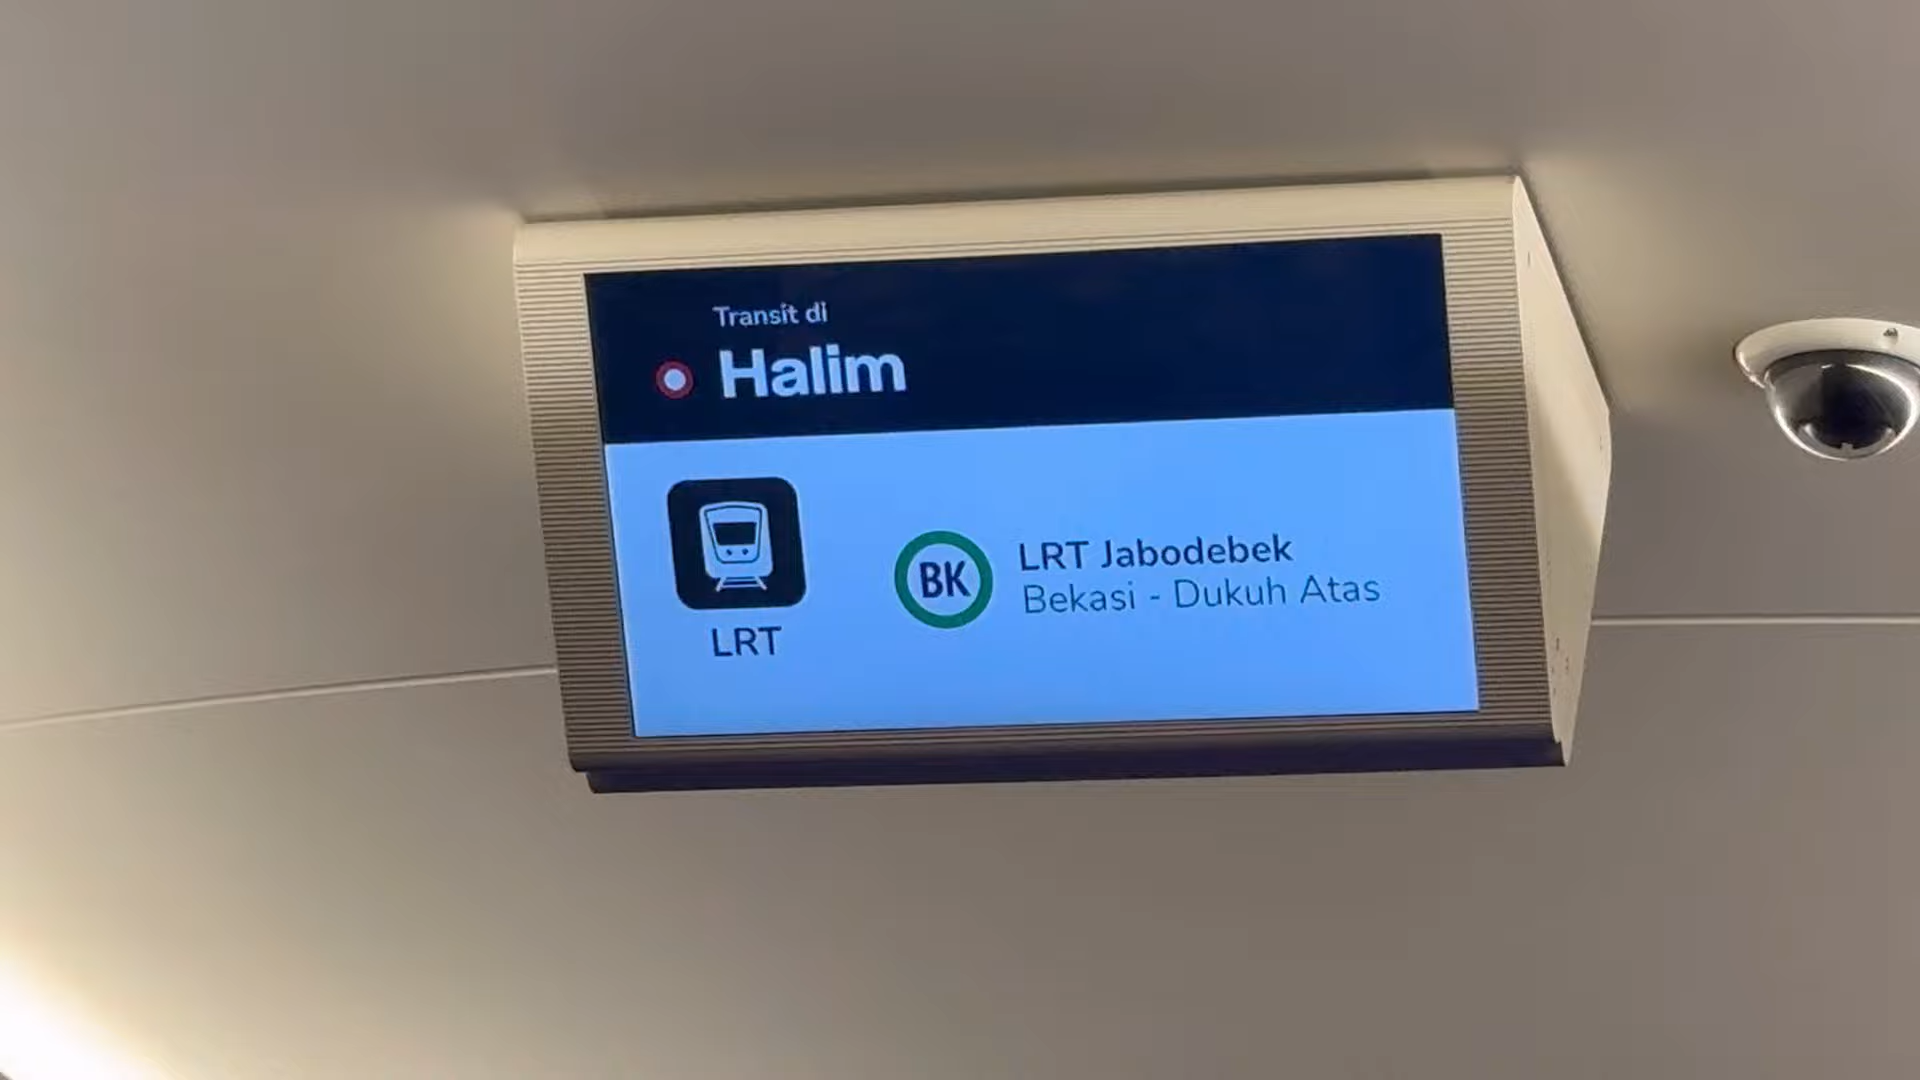 Transit di
Halim
LRT
BK
LRT Jabodebek
Bekasi - Dukuh Atas